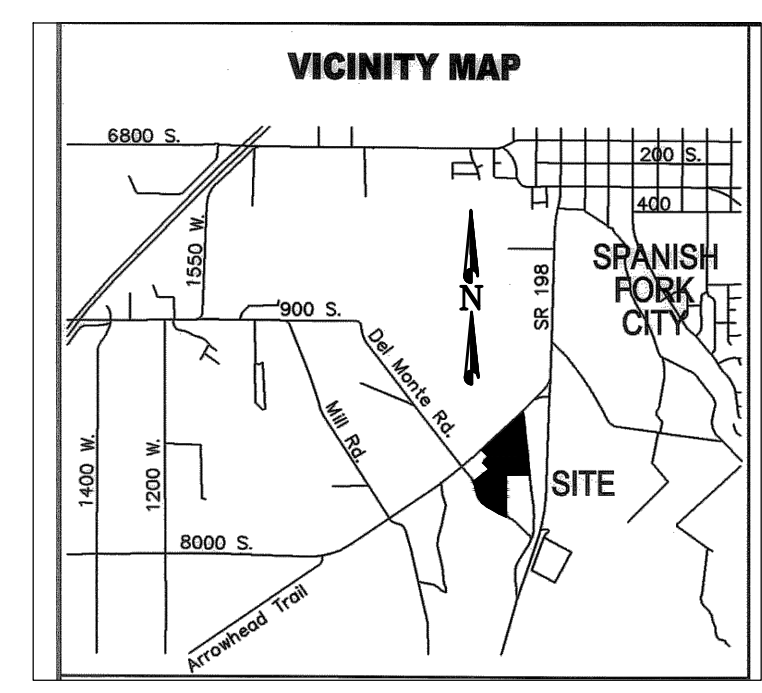 VICINITY MAP
6800 S.
200 S.
400
1550 W.
SPANISH
FORK
CITY
N
SR 198
900 S.
Del Monte Rd.
Mill Rd.
1400 W.
1200 W.
SITE
8000 S.
Arrowhead Trail